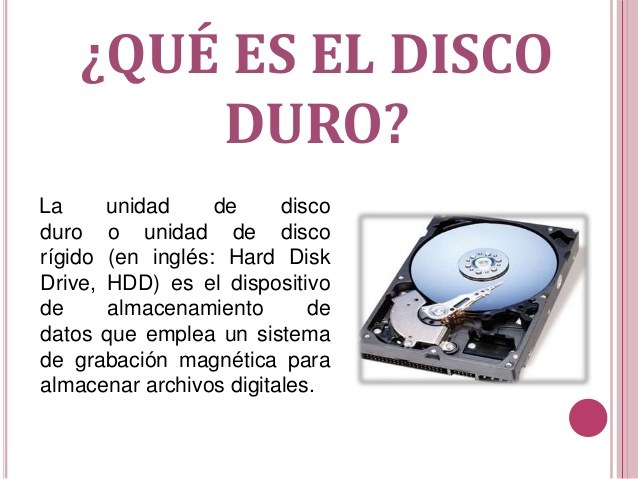 ¿QUÉ ES EL DISCO
DURO?
La unidad de disco
duro o unidad de disco
rígido (en inglés: Hard Disk
Drive, HDD) es el dispositivo
de almacenamiento de
datos que emplea un sistema
de grabación magnética para
almacenar archivos digitales.